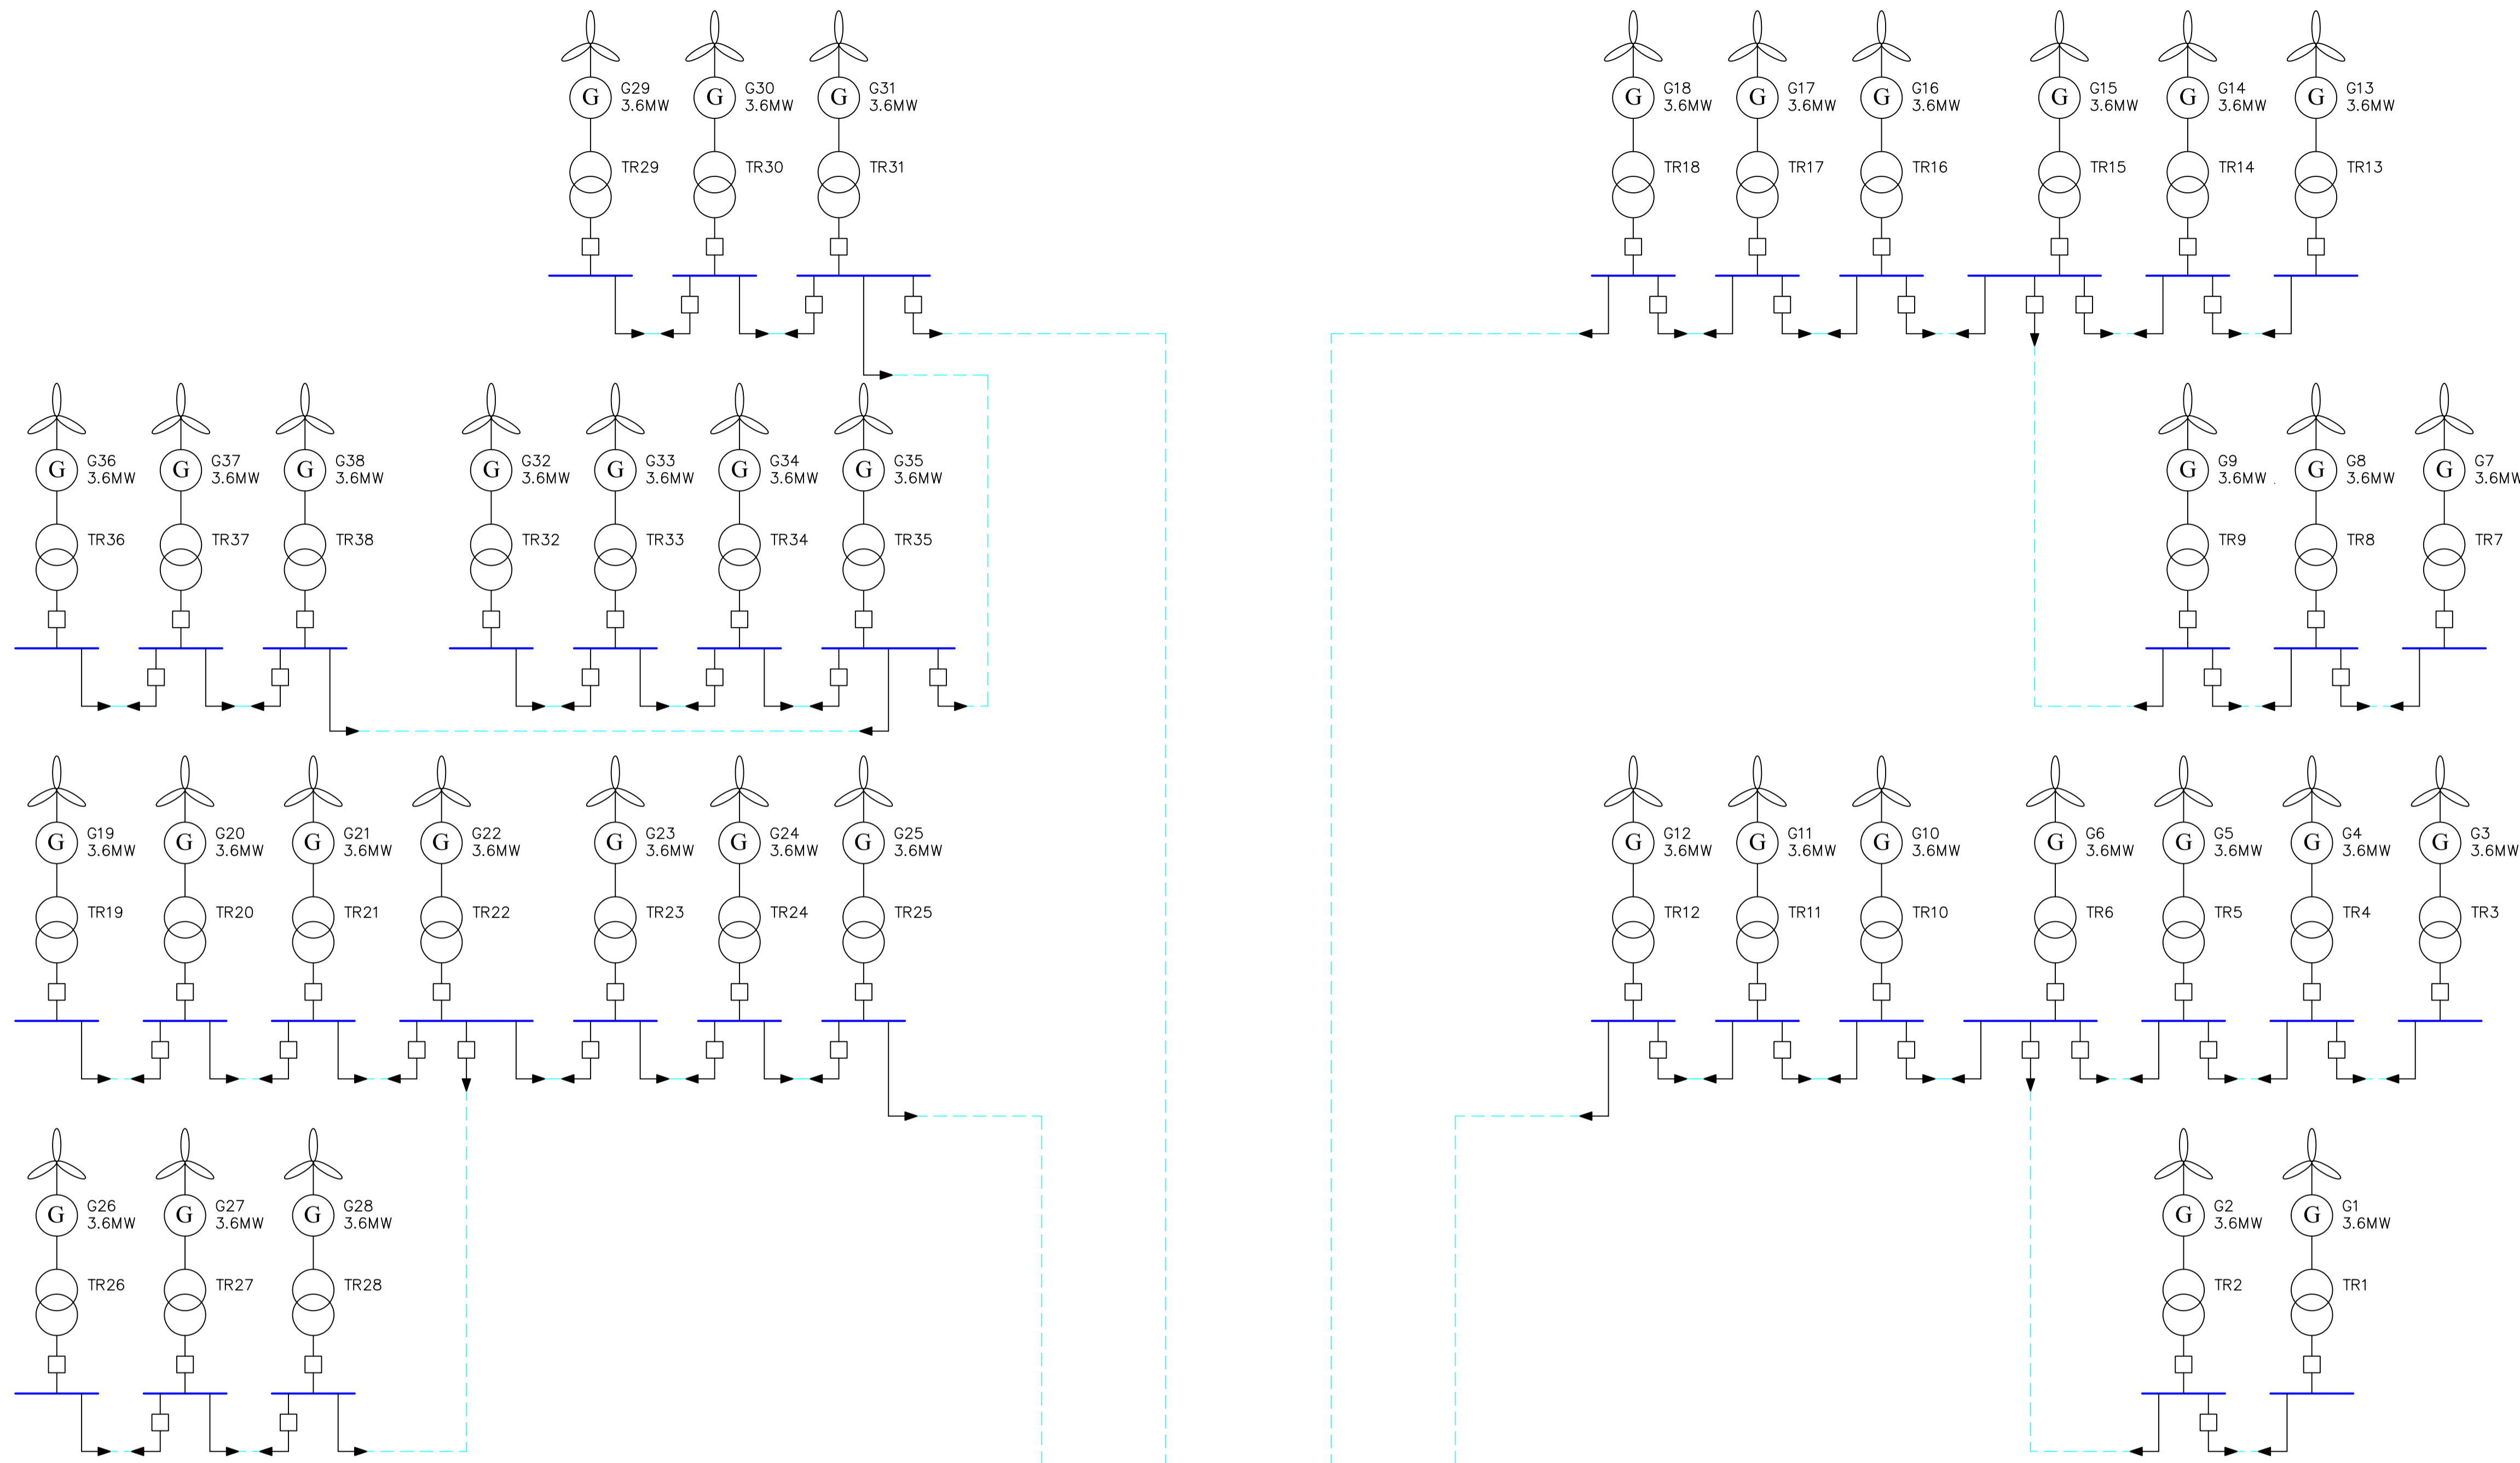 G29
3.6MW
G30
3.6MW
G31
3.6MW
G18
3.6MW
G17
3.6MW
G16
3.6MW
G15
3.6MW
G14
3.6MW
G13
3.6MW
G
G
G
G
G
G
G
G
G
TR29
TR30
TR31
TR18
TR17
TR16
TR15
TR14
TR13
G36
3.6MW
G37
3.6MW
G38
3.6MW
G32
3.6MW
G33
3.6MW
G34
3.6MW
G35
3.6MW
G9
3.6MW
G8
3.6MW
G7
3.6MW
G
G
G
G
G
G
G
G
G
G
TR36
TR37
TR38
TR32
TR33
TR34
TR35
TR9
TR8
TR7
G19
3.6MW
G20
3.6MW
G21
3.6MW
G22
3.6MW
G23
3.6MW
G24
3.6MW
G25
3.6MW
G12
3.6MW
G11
3.6MW
G10
3.6MW
G6
3.6MW
G5
3.6MW
G4
3.6MW
G3
3.6MW
G
G
G
G
G
G
G
G
G
G
G
G
G
G
TR19
TR20
TR21
TR22
TR23
TR24
TR25
TR12
TR11
TR10
TR6
TR5
TR4
TR3
G26
3.6MW
G27
3.6MW
G28
3.6MW
G2
3.6MW
G1
3.6MW
G
G
G
G
G
TR26
TR27
TR28
TR2
TR1